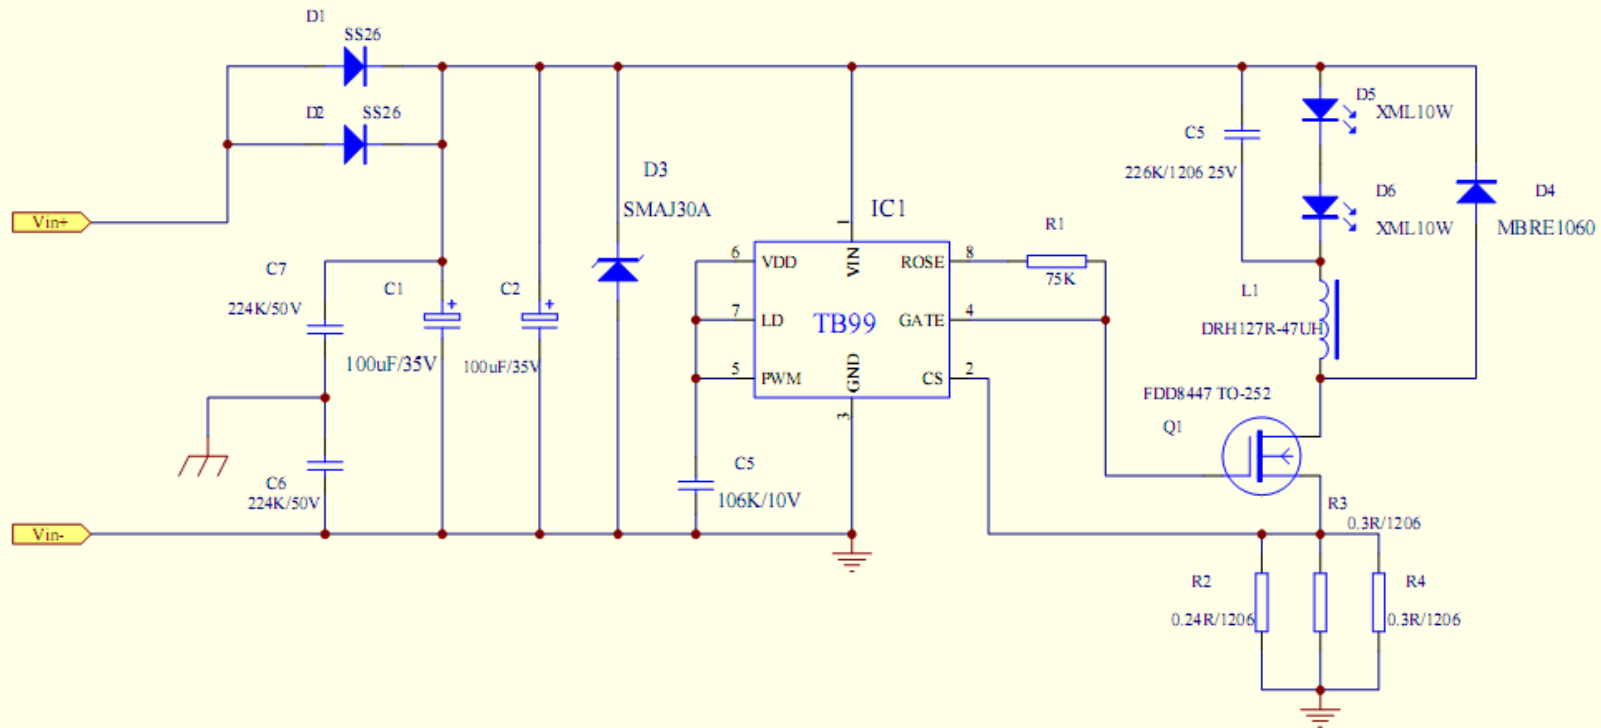 D1
SS26
D2
SS26
Vin+
C7
224K/50V
C1
100uF/35V
C2
100uF/35V
D3
SMAJ30A
C6
224K/50V
Vin-
IC1
TB99
1
VIN
6
VDD
7
LD
5
PWM
ROSE
8
GATE
4
CS
2
GND
3
R1
75K
C5
106K/10V
C5
226K/1206 25V
D5
XML10W
D6
XML10W
D4
MBRE1060
L1
DRH127R-47UH
FDD8447 TO-252
Q1
R3
0.3R/1206
R2
0.24R/1206
R4
0.3R/1206